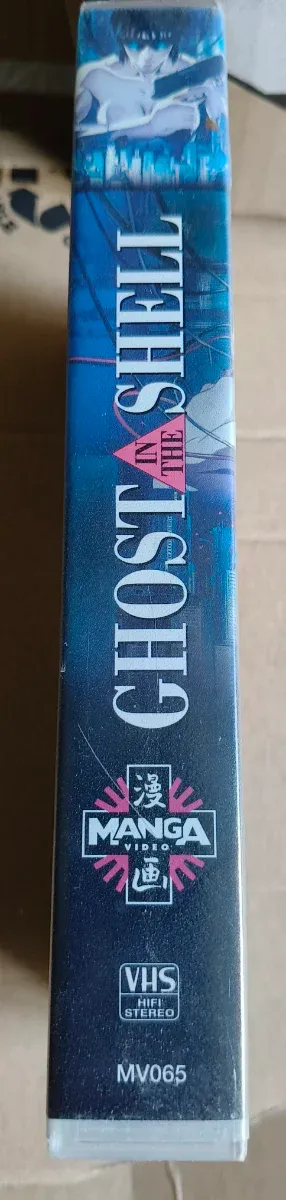 GHOST
IN
THE
SHELL
漫
MANGA
VIDEO
画
VHS
HIFI
STEREO
MV065